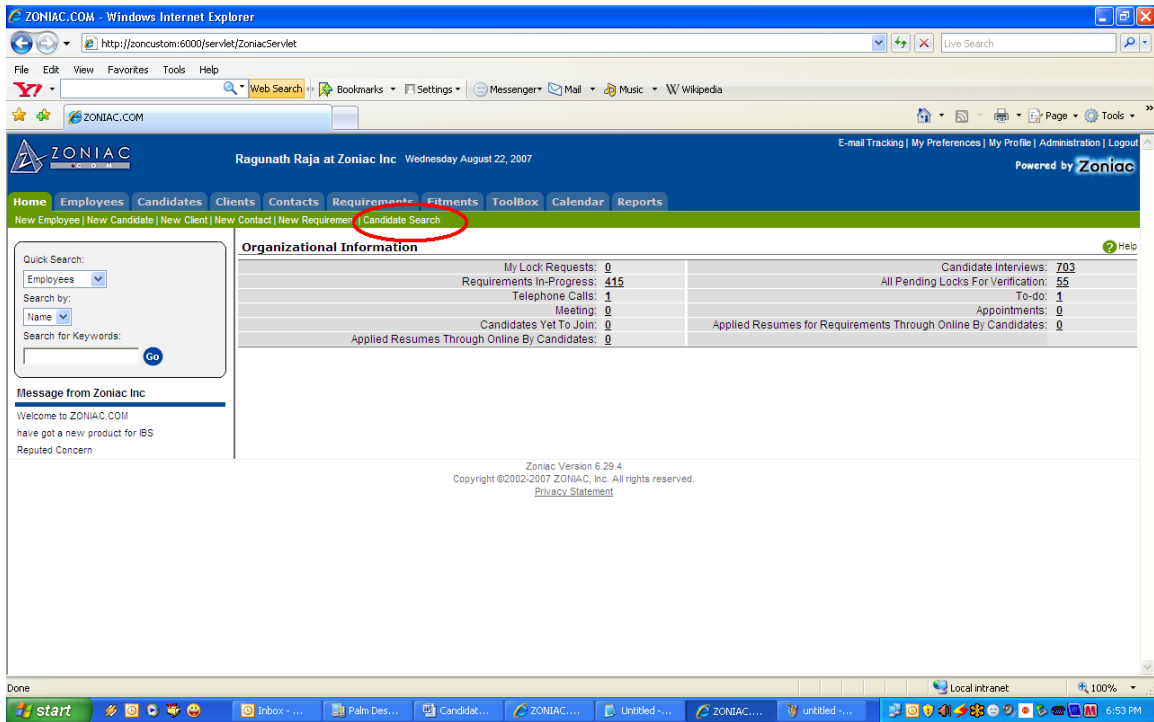 ZONIAC.COM - Windows Internet Explorer
http://zoncustom:6000/servlet/ZoniacServlet
Live Search
File Edit View Favorites Tools Help
Y! Web Search Bookmarks Settings Messenger Mail Music W Wikipedia
ZONIAC.COM
Page Tools »
E-mail Tracking | My Preferences | My Profile | Administration | Logout
ZONIAC
.COM
Ragunath Raja at Zoniac Inc Wednesday August 22, 2007
Powered by Zoniac
Home Employees Candidates Clients Contacts Requirements Fitments ToolBox Calendar Reports
New Employee | New Candidate | New Client | New Contact | New Requirement | Candidate Search
Quick Search:
Employees
Search by:
Name
Search for Keywords:
Go
Message from Zoniac Inc
Welcome to ZONIAC.COM
have got a new product for IBS
Reputed Concern
Organizational Information
Help
My Lock Requests: 0 Candidate Interviews: 703
Requirements In-Progress: 415 All Pending Locks For Verification: 55
Telephone Calls: 1 To-do: 1
Meeting: 0 Appointments: 0
Candidates Yet To Join: 0 Applied Resumes for Requirements Through Online By Candidates: 0
Applied Resumes Through Online By Candidates: 0
Zoniac Version 6.29.4
Copyright ©2002-2007 ZONIAC, Inc. All rights reserved.
Privacy Statement
Done
Local intranet 100%
start Inbox - ... Palm Des... Candidat... ZONIAC.... Untitled -... ZONIAC.... untitled -... 6:53 PM